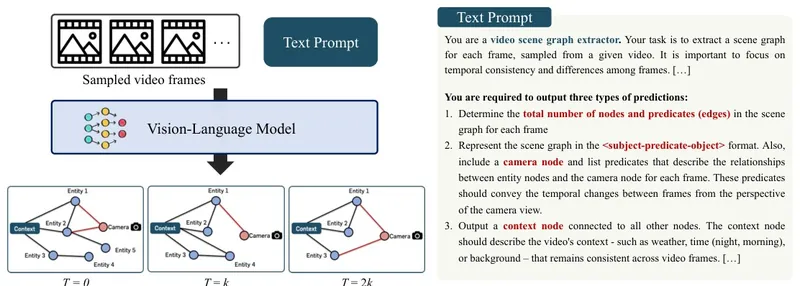 Text Prompt
Sampled video frames
Vision-Language Model
Entity 1
Context
Entity 2
Camera
Entity 3
Entity 5
Entity 4
T = 0
Entity 1
Context
Entity 2
Camera
Entity 3
Entity 4
T = k
Entity 1
Context
Entity 2
Camera
Entity 3
T = 2k
Text Prompt
You are a video scene graph extractor. Your task is to extract a scene graph
for each frame, sampled from a given video. It is important to focus on
temporal consistency and differences among frames. […]
You are required to output three types of predictions:
1. Determine the total number of nodes and predicates (edges) in the scene
graph for each frame
2. Represent the scene graph in the <subject-predicate-object> format. Also,
include a camera node and list predicates that describe the relationships
between entity nodes and the camera node for each frame. These predicates
should convey the temporal changes between frames from the perspective
of the camera view.
3. Output a context node connected to all other nodes. The context node
should describe the video's context - such as weather, time (night, morning),
or background – that remains consistent across video frames. […]